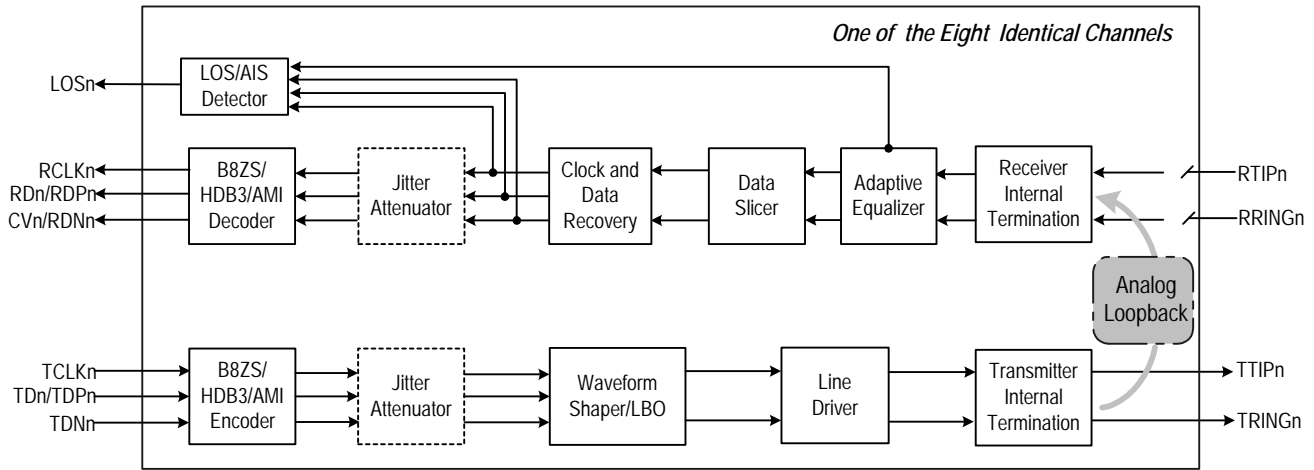 One of the Eight Identical Channels
LOSn
LOS/AIS
Detector
RCLKn
RDn/RDPn
CVn/RDNn
B8ZS/
HDB3/AMI
Decoder
Jitter
Attenuator
Clock and
Data
Recovery
Data
Slicer
Adaptive
Equalizer
Receiver
Internal
Termination
RTIPn
RRINGn
Analog
Loopback
TCLKn
TDn/TDPn
TDNn
B8ZS/
HDB3/AMI
Encoder
Jitter
Attenuator
Waveform
Shaper/LBO
Line
Driver
Transmitter
Internal
Termination
TTIPn
TRINGn